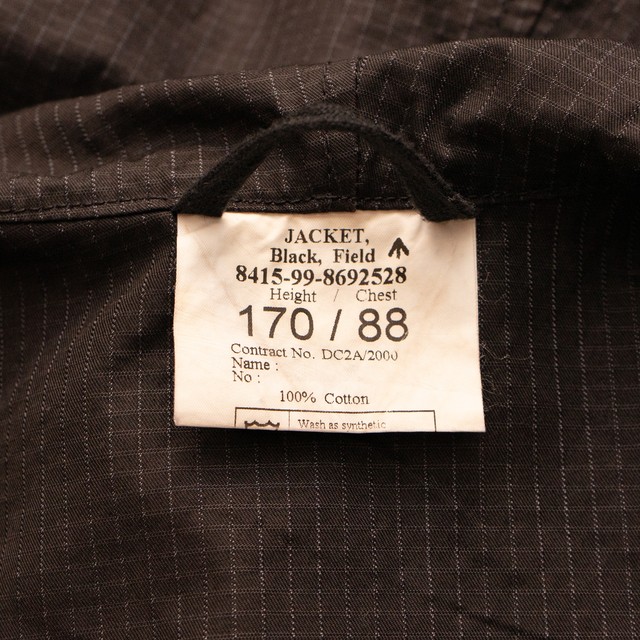 JACKET,
Black, Field
8415-99-8692528
Height / Chest
170 / 88
Contract No. DC2A/2000
Name :
No :
100% Cotton
Wash as synthetic